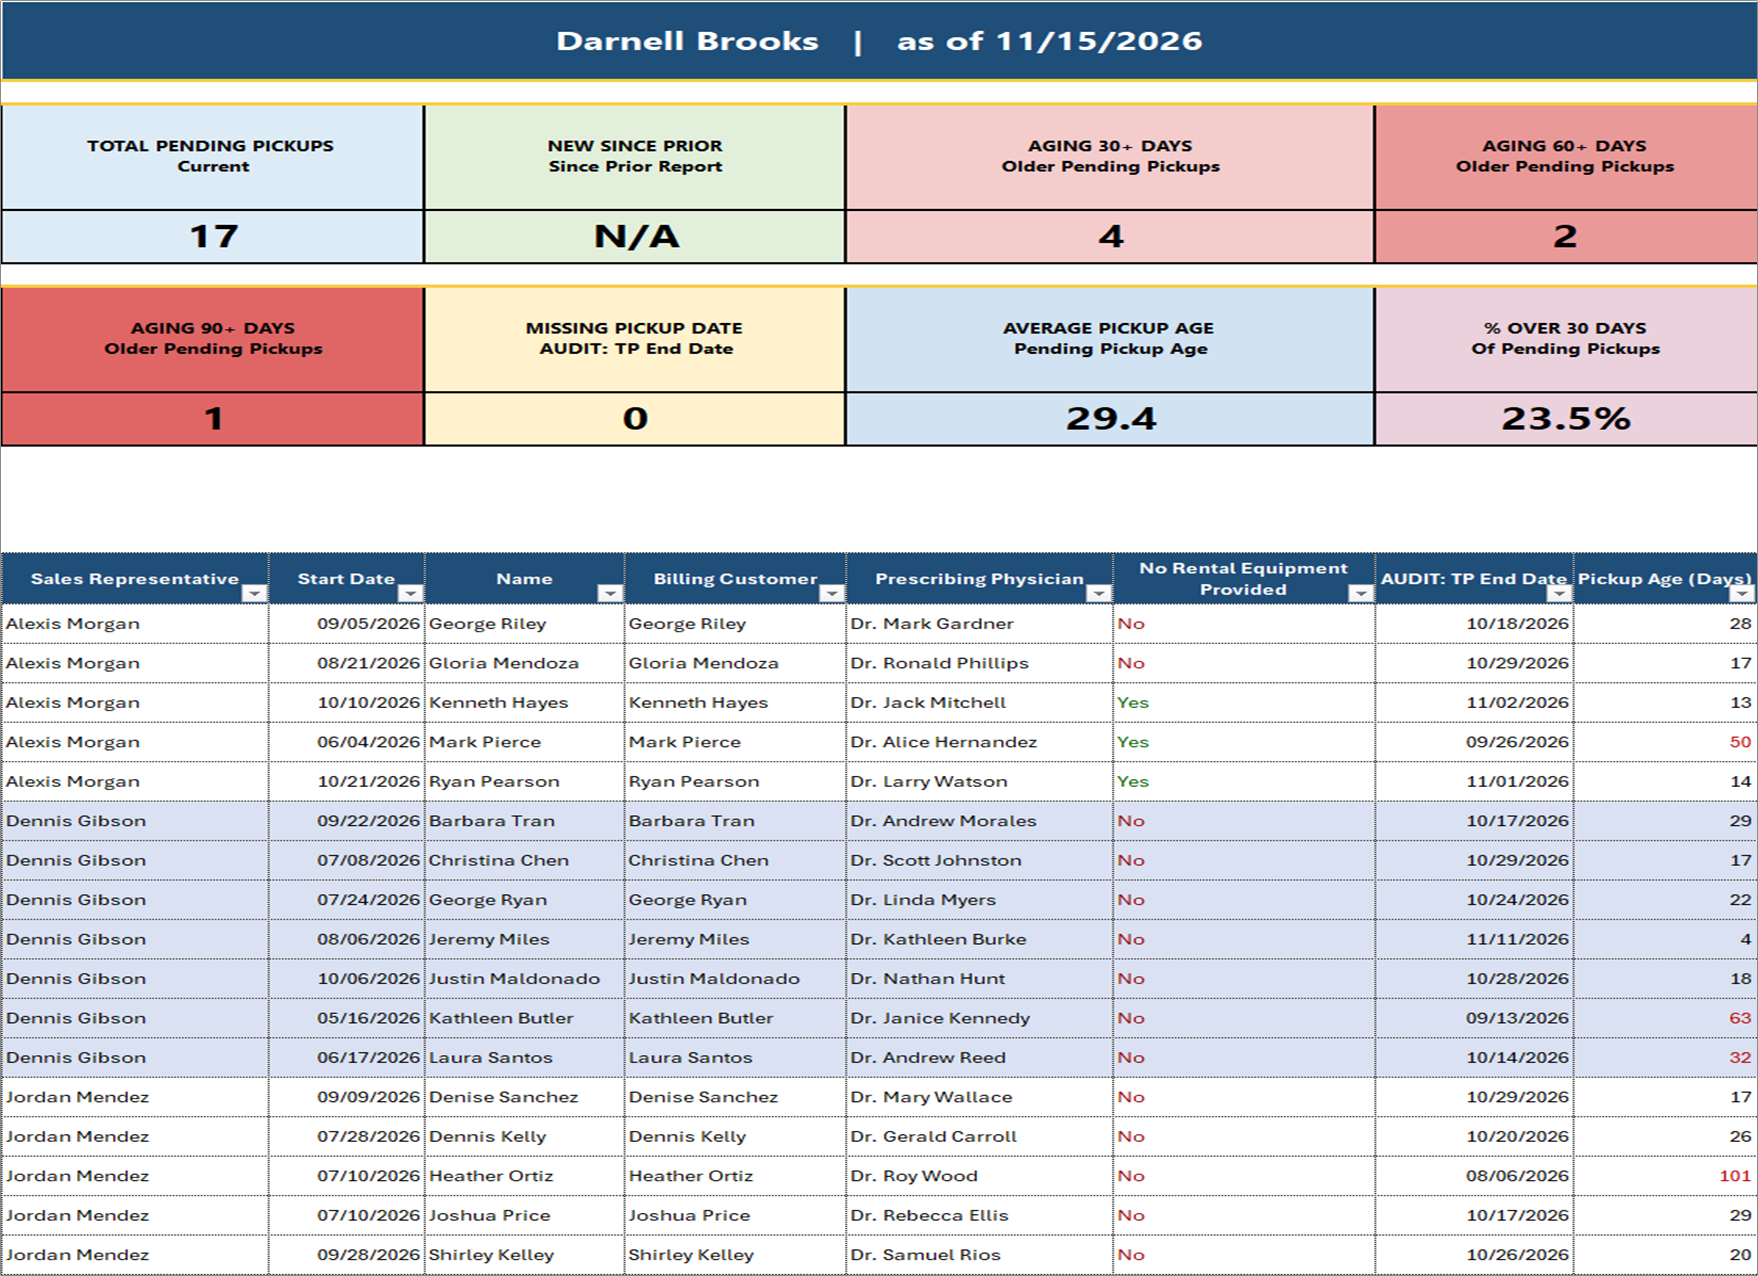 Darnell Brooks | as of 11/15/2026
TOTAL PENDING PICKUPS
Current
NEW SINCE PRIOR
Since Prior Report
AGING 30+ DAYS
Older Pending Pickups
AGING 60+ DAYS
Older Pending Pickups
17
N/A
4
2
AGING 90+ DAYS
Older Pending Pickups
MISSING PICKUP DATE
AUDIT: TP End Date
AVERAGE PICKUP AGE
Pending Pickup Age
% OVER 30 DAYS
Of Pending Pickups
1
0
29.4
23.5%
Sales Representative Start Date Name Billing Customer Prescribing Physician No Rental Equipment Provided AUDIT: TP End Date Pickup Age (Days)
Alexis Morgan 09/05/2026 George Riley George Riley Dr. Mark Gardner No 10/18/2026 28
Alexis Morgan 08/21/2026 Gloria Mendoza Gloria Mendoza Dr. Ronald Phillips No 10/29/2026 17
Alexis Morgan 10/10/2026 Kenneth Hayes Kenneth Hayes Dr. Jack Mitchell Yes 11/02/2026 13
Alexis Morgan 06/04/2026 Mark Pierce Mark Pierce Dr. Alice Hernandez Yes 09/26/2026 50
Alexis Morgan 10/21/2026 Ryan Pearson Ryan Pearson Dr. Larry Watson Yes 11/01/2026 14
Dennis Gibson 09/22/2026 Barbara Tran Barbara Tran Dr. Andrew Morales No 10/17/2026 29
Dennis Gibson 07/08/2026 Christina Chen Christina Chen Dr. Scott Johnston No 10/29/2026 17
Dennis Gibson 07/24/2026 George Ryan George Ryan Dr. Linda Myers No 10/24/2026 22
Dennis Gibson 08/06/2026 Jeremy Miles Jeremy Miles Dr. Kathleen Burke No 11/11/2026 4
Dennis Gibson 10/06/2026 Justin Maldonado Justin Maldonado Dr. Nathan Hunt No 10/28/2026 18
Dennis Gibson 05/16/2026 Kathleen Butler Kathleen Butler Dr. Janice Kennedy No 09/13/2026 63
Dennis Gibson 06/17/2026 Laura Santos Laura Santos Dr. Andrew Reed No 10/14/2026 32
Jordan Mendez 09/09/2026 Denise Sanchez Denise Sanchez Dr. Mary Wallace No 10/29/2026 17
Jordan Mendez 07/28/2026 Dennis Kelly Dennis Kelly Dr. Gerald Carroll No 10/20/2026 26
Jordan Mendez 07/10/2026 Heather Ortiz Heather Ortiz Dr. Roy Wood No 08/06/2026 101
Jordan Mendez 07/10/2026 Joshua Price Joshua Price Dr. Rebecca Ellis No 10/17/2026 29
Jordan Mendez 09/28/2026 Shirley Kelley Shirley Kelley Dr. Samuel Rios No 10/26/2026 20